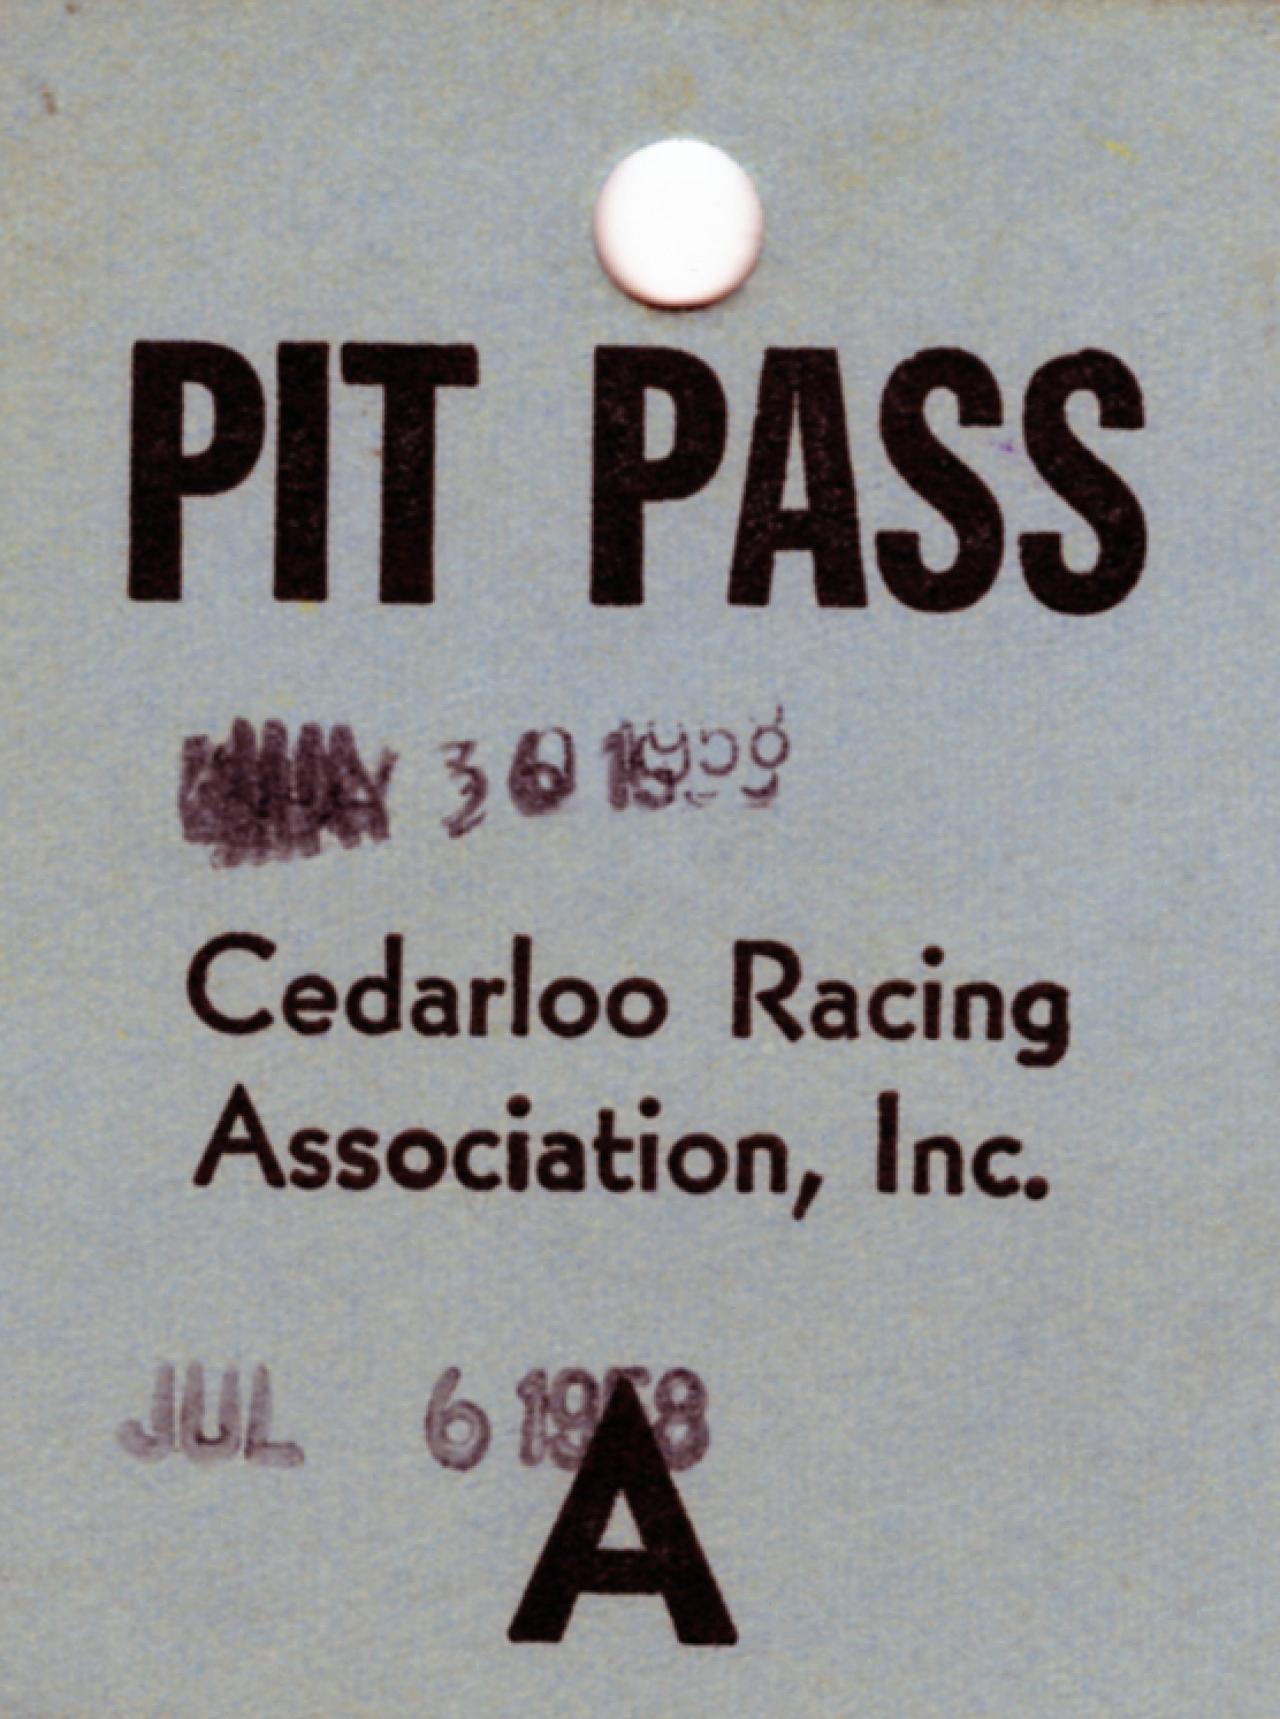 PIT PASS
Cedarloo Racing
Association, Inc.
JUL 6 1958
A